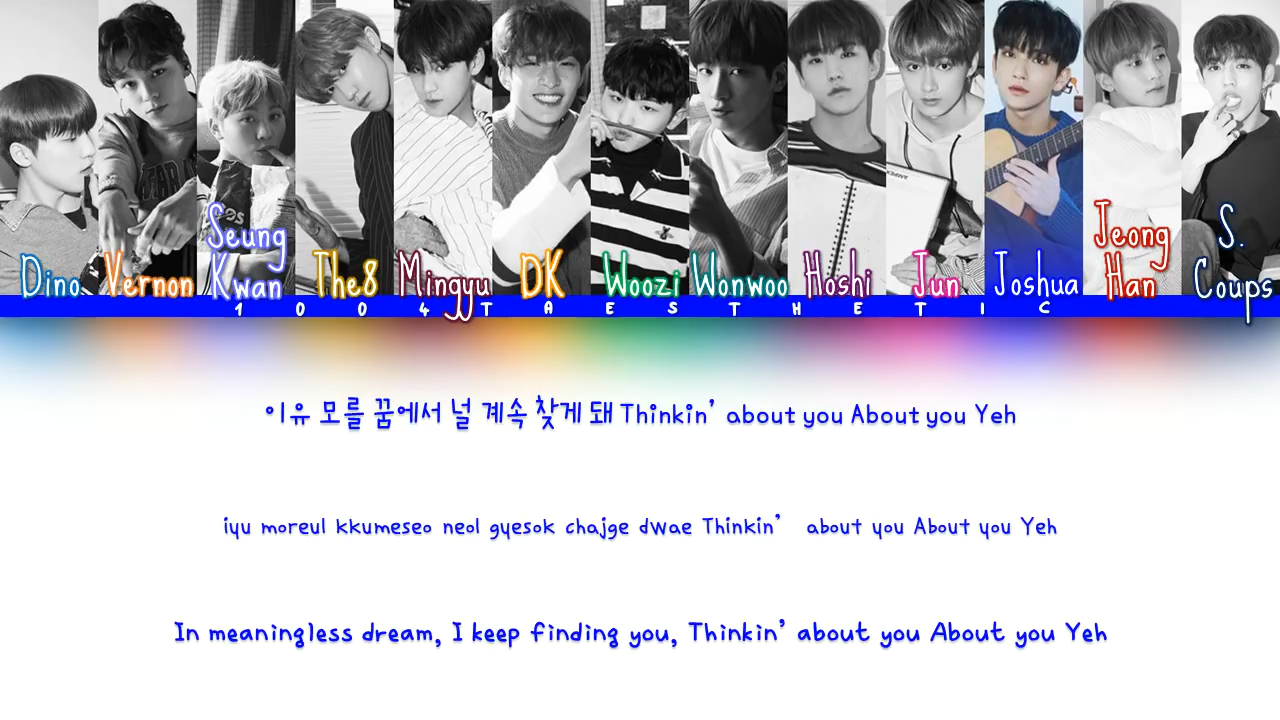 Dino Vernon Seung Kwan The8 Mingyu DK Woozi Wonwoo Hoshi Jun Joshua Jeong Han S. Coups
1 0 0 4 T A E S T H E T I C
이유 모를 꿈에서 널 계속 찾게 돼 Thinkin’ about you About you Yeh
iyu moreul kkumeseo neol gyesok chajge dwae Thinkin’ about you About you Yeh
In meaningless dream, I keep finding you, Thinkin’ about you About you Yeh